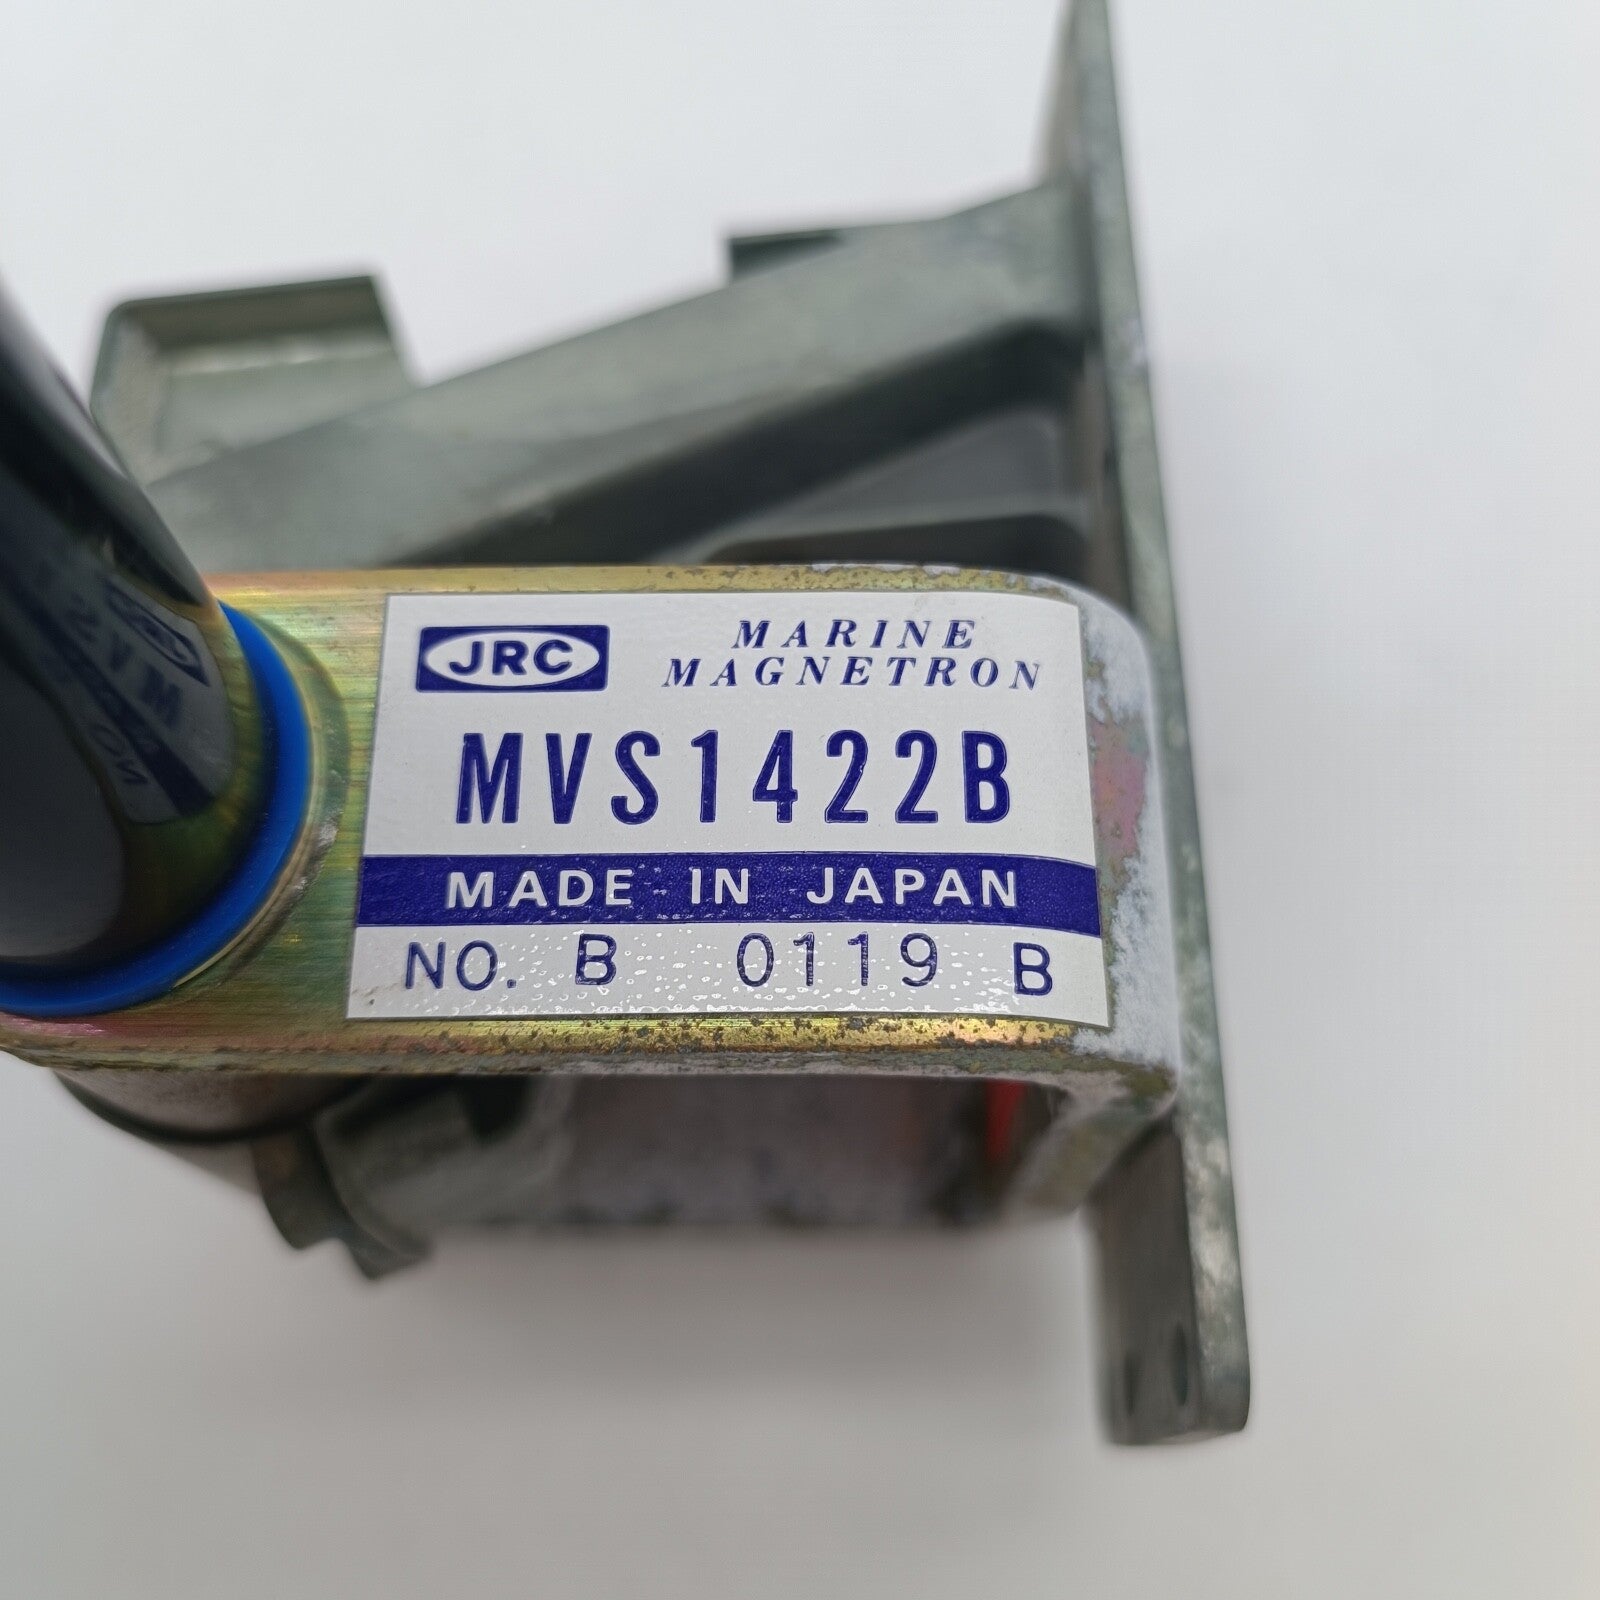 JRC
MARINE
MAGNETRON
MVS1422B
MADE IN JAPAN
NO. B 0119 B